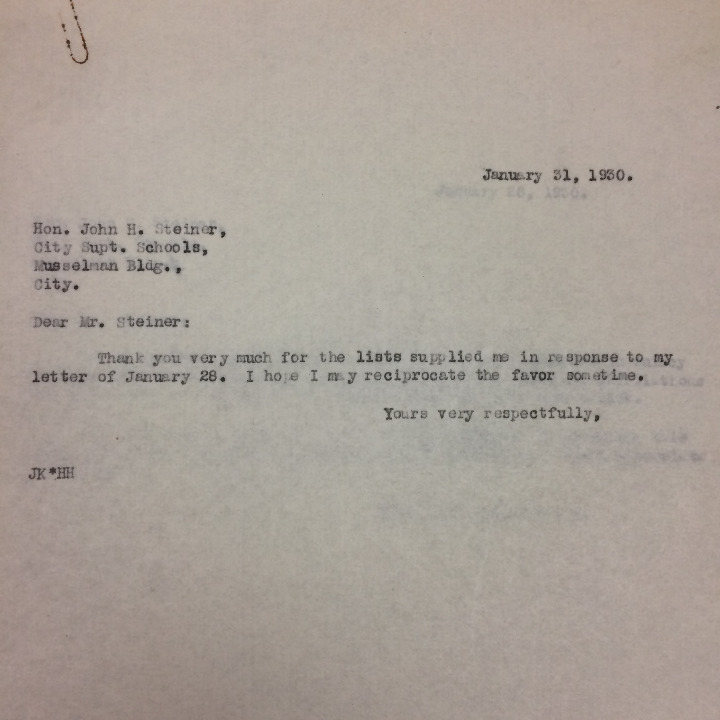 January 31, 1930.
Hon. John H. Steiner,
City Supt. Schools,
Musselman Bldg.,
City.
Dear Mr. Steiner:
Thank you very much for the lists supplied me in response to my
letter of January 28.  I hope I may reciprocate the favor sometime.
Yours very respectfully,
JK*HH